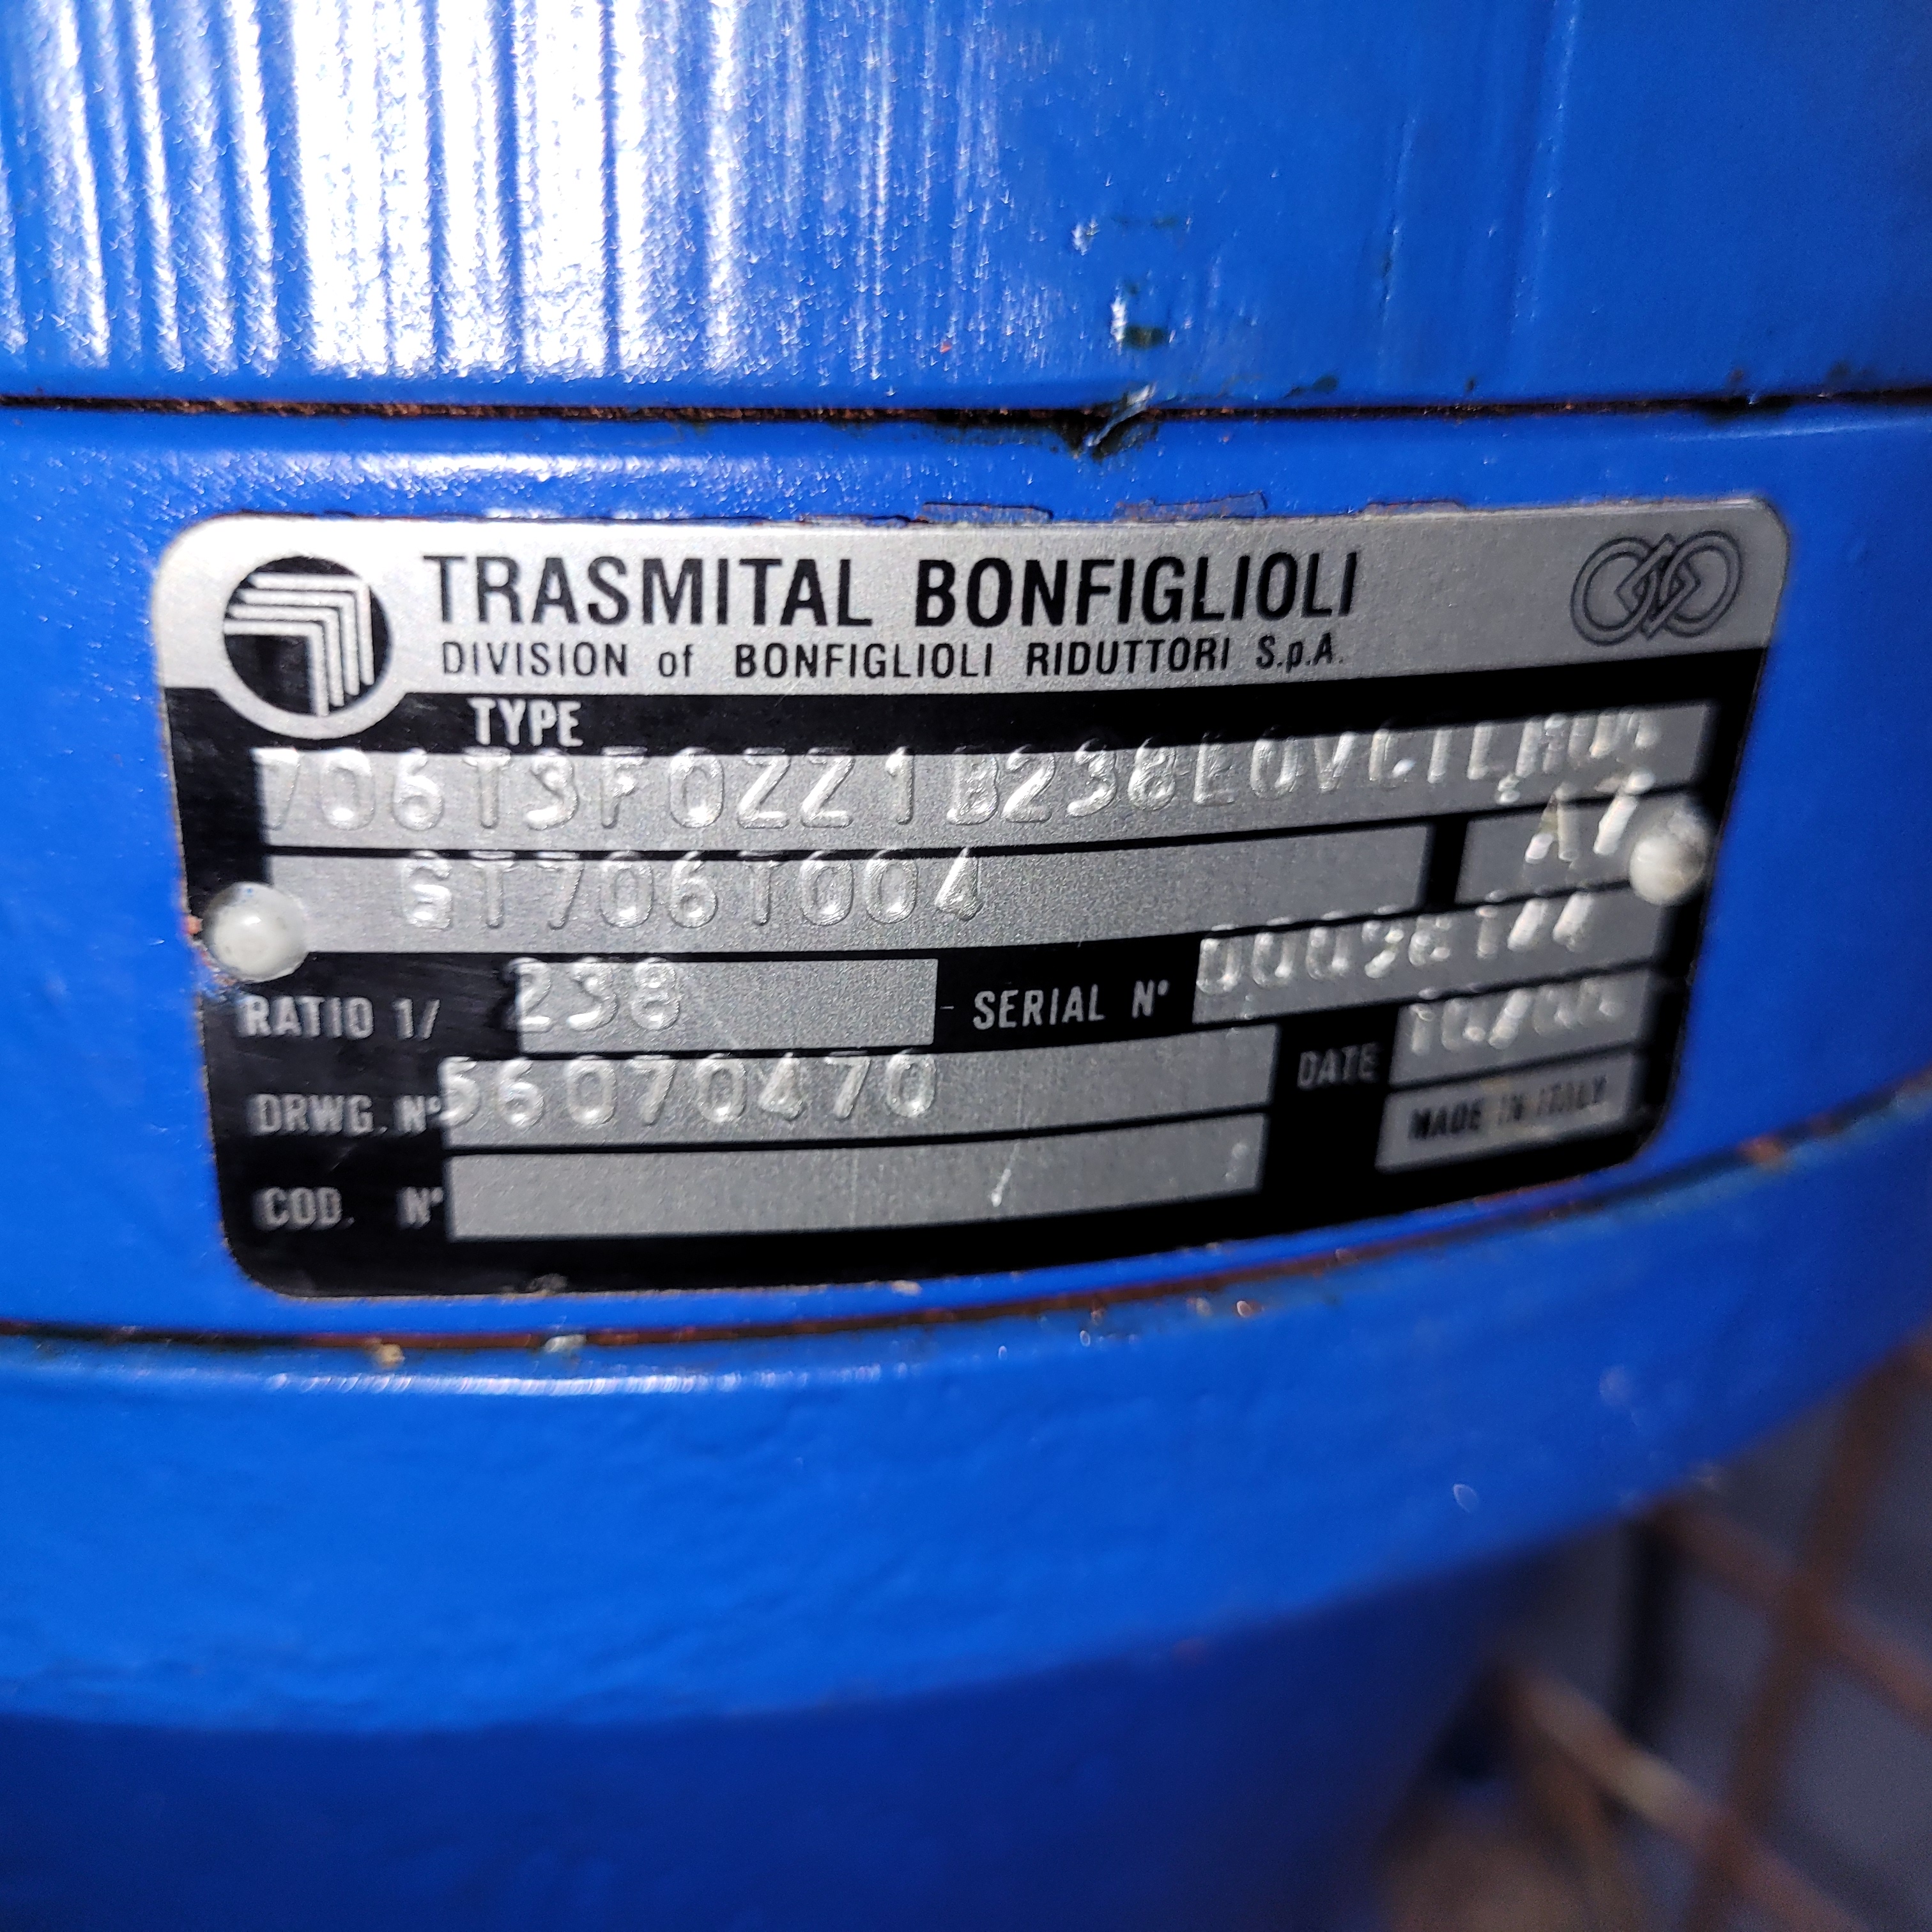 TRASMITAL BONFIGLIOLI
DIVISION of BONFIGLIOLI RIDUTTORI S.p.A.
TYPE
706T3F0ZZ1B238E0V
GT706T004
RATIO 1/ 238 SERIAL N°
DRWG. N° 56070470 DATE
COD. N° MADE IN ITALY